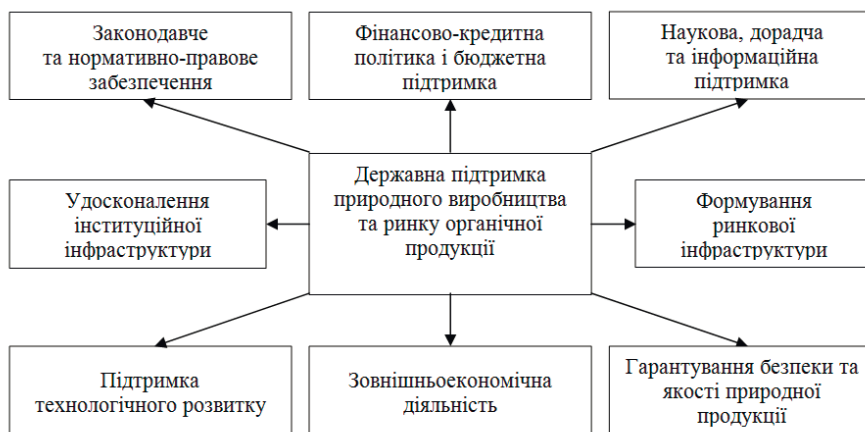 Законодавче
та нормативно-правове
забезпечення
Фінансово-кредитна
політика і бюджетна
підтримка
Наукова, дорадча
та інформаційна
підтримка
Удосконалення
інституційної
інфраструктури
Державна підтримка
природного виробництва
та ринку органічної
продукції
Формування
ринкової
інфраструктури
Підтримка
технологічного розвитку
Зовнішньоекономічна
діяльність
Гарантування безпеки та
якості природної
продукції